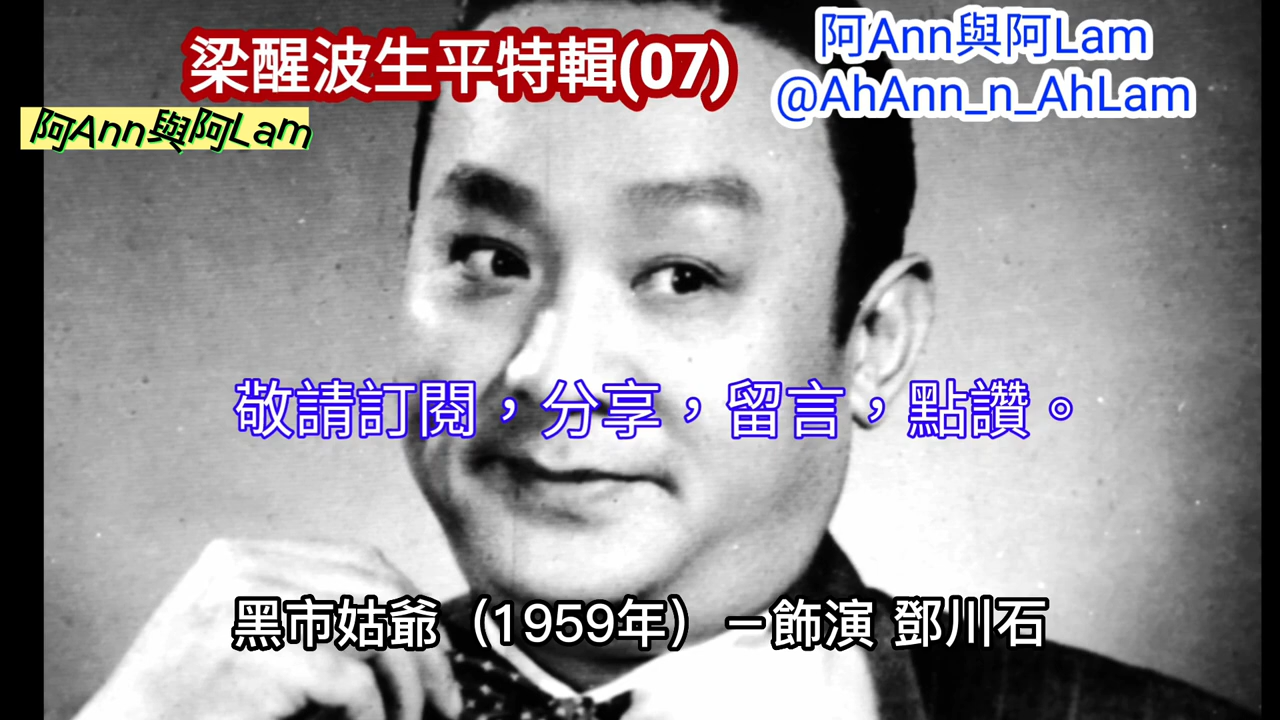 梁醒波生平特輯(07)
阿Ann與阿Lam
@AhAnn_n_AhLam
阿Ann與阿Lam
敬請訂閱，分享，留言，點讚。
黑市姑爺（1959年）－飾演 鄧川石